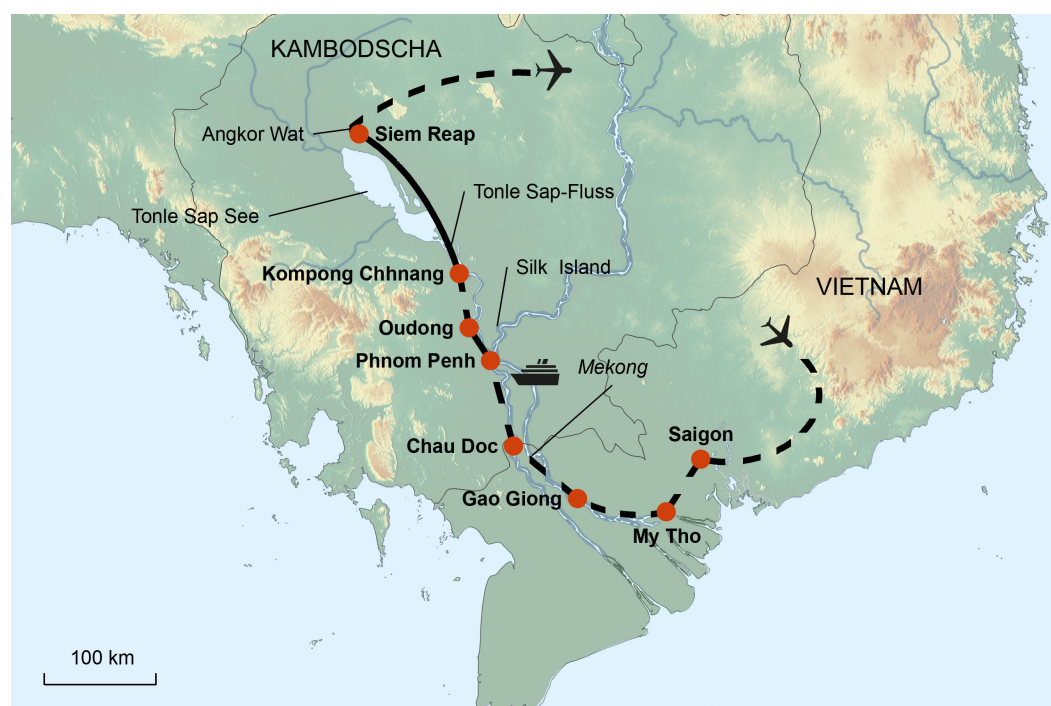 KAMBODSCHA
Angkor Wat
Siem Reap
Tonle Sap-Fluss
Tonle Sap See
Silk Island
Kompong Chhnang
VIETNAM
Oudong
Phnom Penh
Mekong
Saigon
Chau Doc
Gao Giong
My Tho
100 km